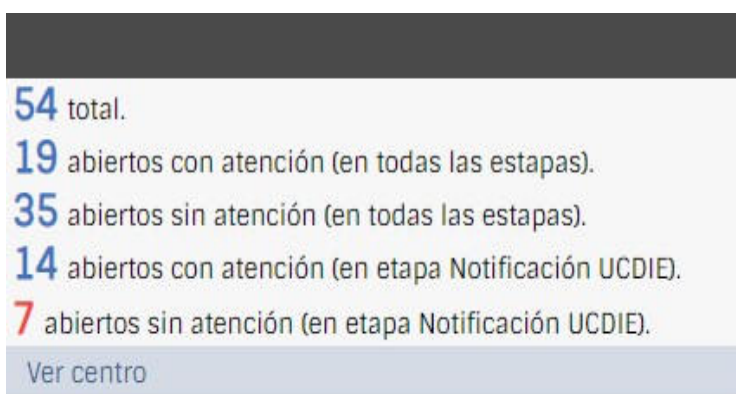 54 total.
19 abiertos con atención (en todas las estapas).
35 abiertos sin atención (en todas las estapas).
14 abiertos con atención (en etapa Notificación UCDIE).
7 abiertos sin atención (en etapa Notificación UCDIE).
Ver centro